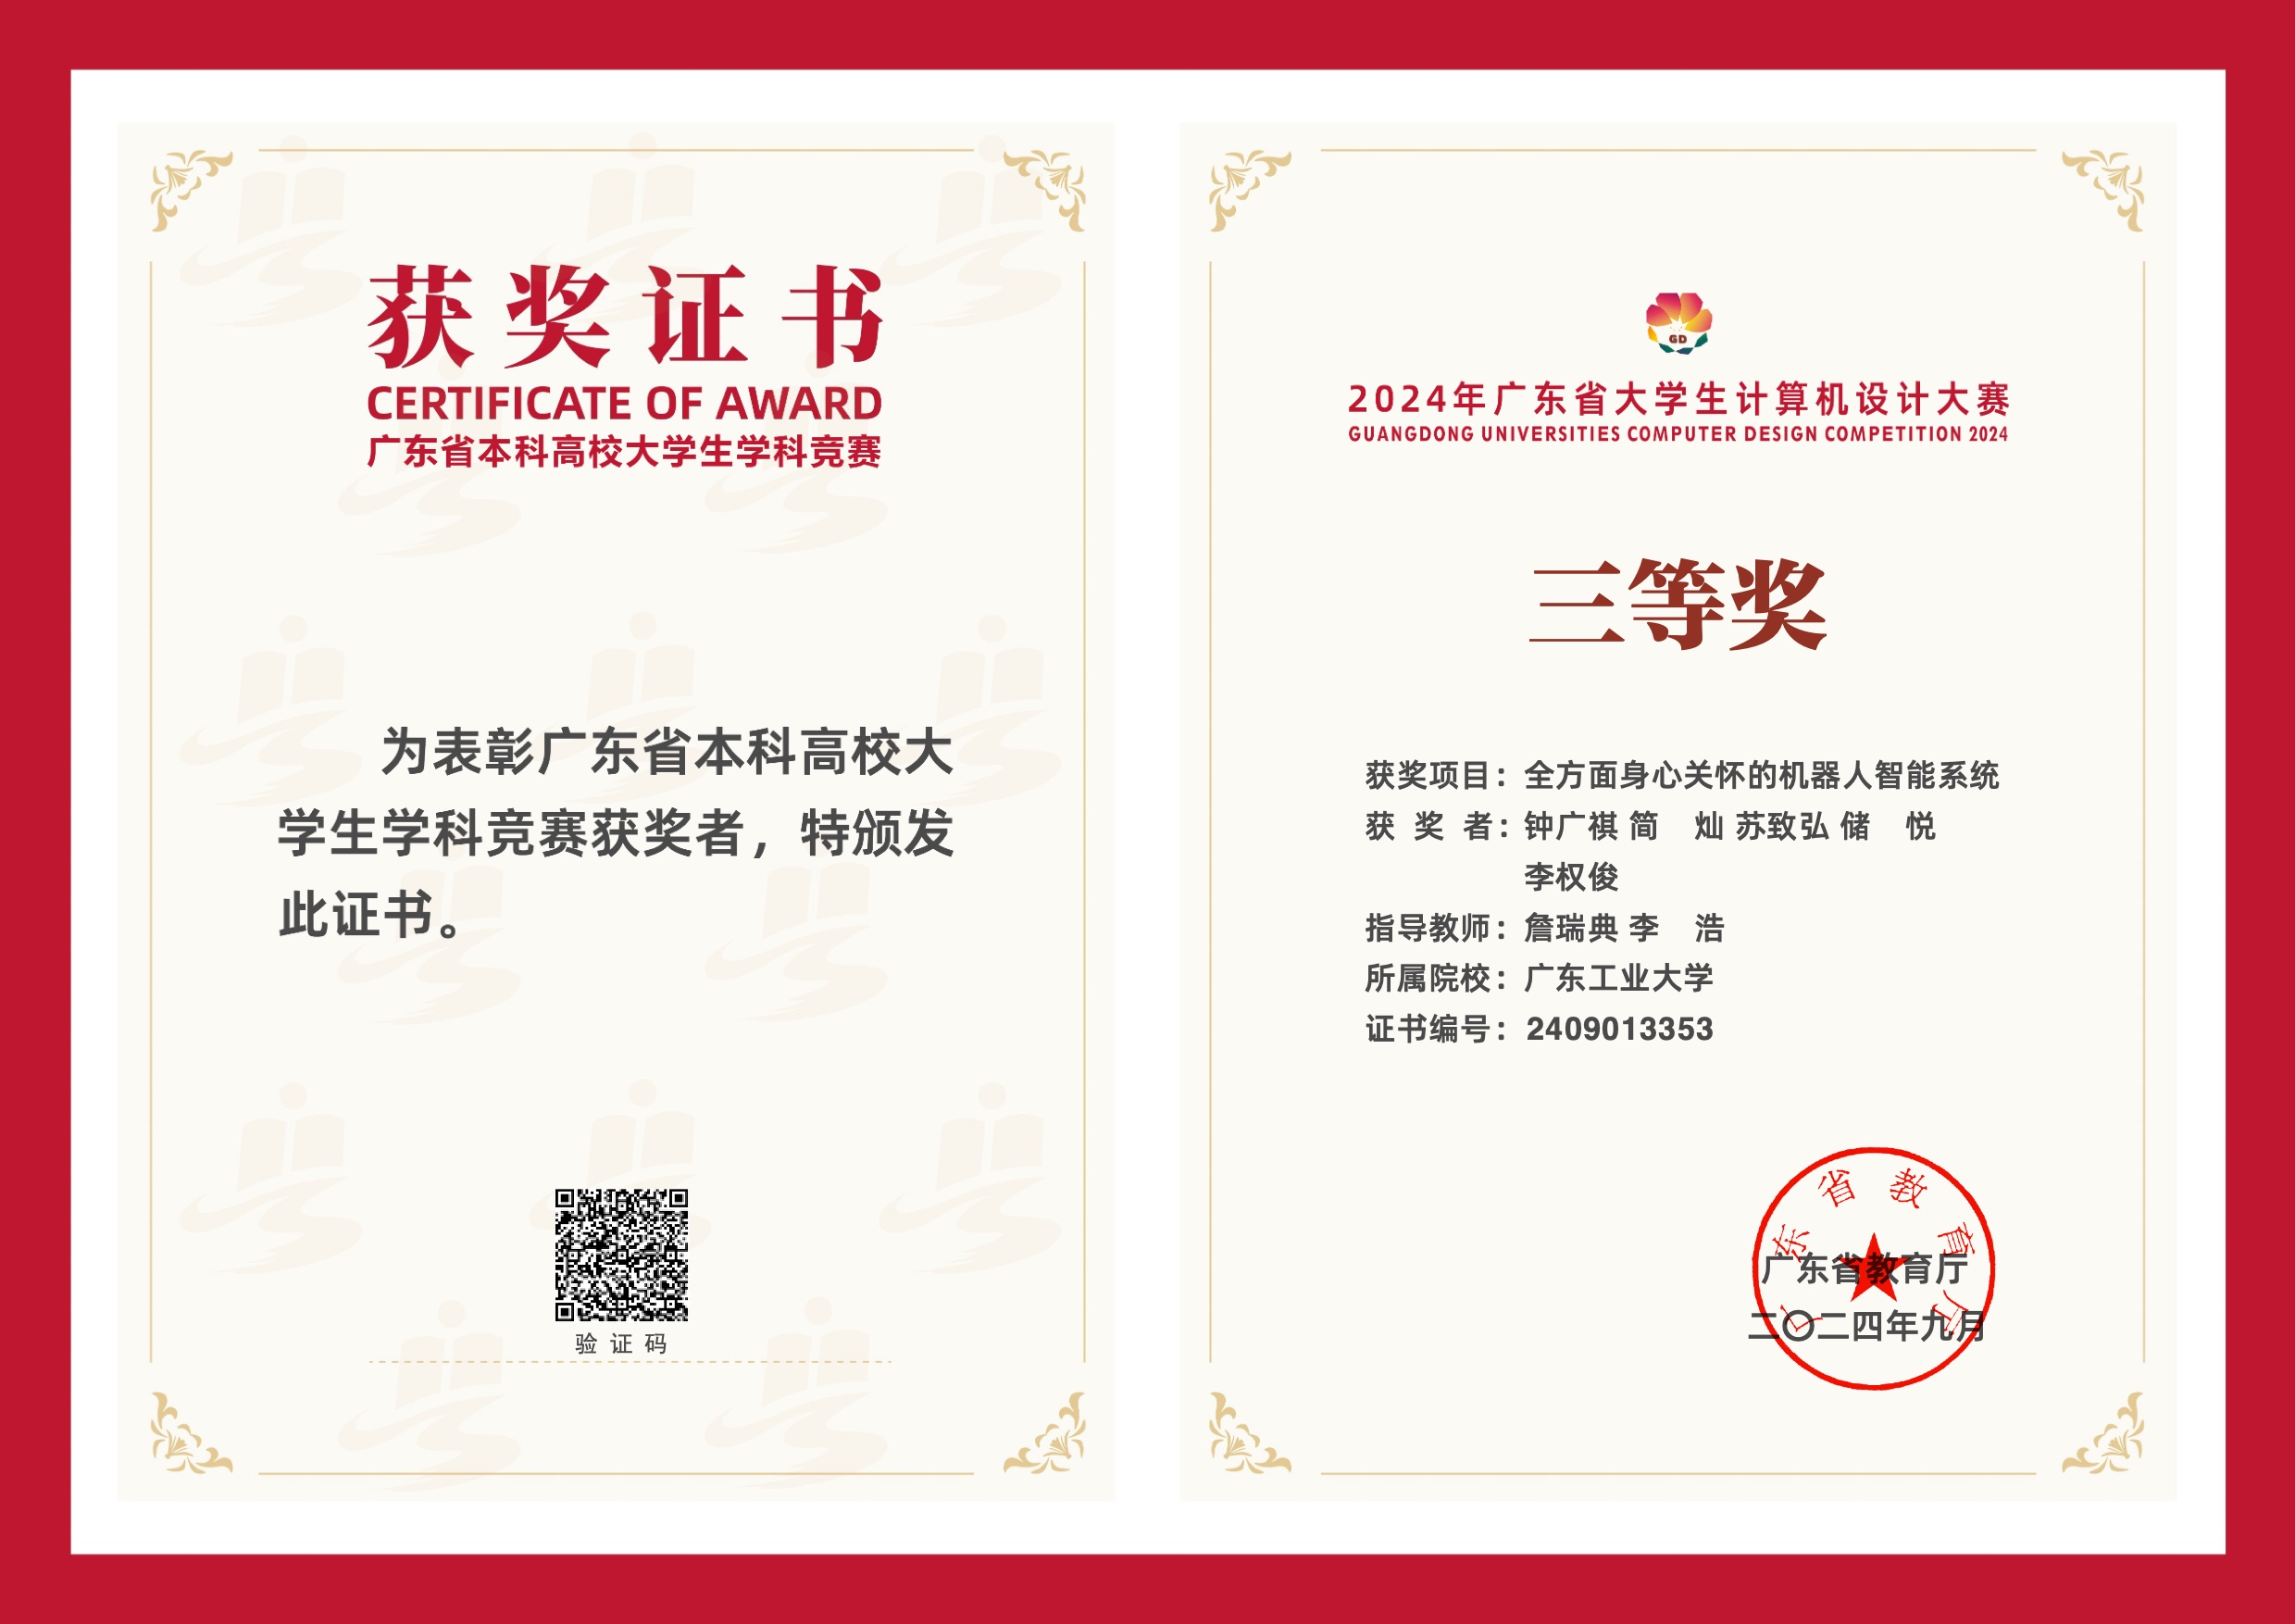 获奖证书
CERTIFICATE OF AWARD
广东省本科高校大学生学科竞赛
为表彰广东省本科高校大
学生学科竞赛获奖者，特颁发
此证书。
验证码
GD
2024年广东省大学生计算机设计大赛
GUANGDONG UNIVERSITIES COMPUTER DESIGN COMPETITION 2024
三等奖
获奖项目：全方面身心关怀的机器人智能系统
获奖者：钟广祺 简　灿 苏致弘 储　悦
李权俊
指导教师：詹瑞典 李　浩
所属院校：广东工业大学
证书编号：2409013353
广东省教育厅
广东省教育厅
二〇二四年九月